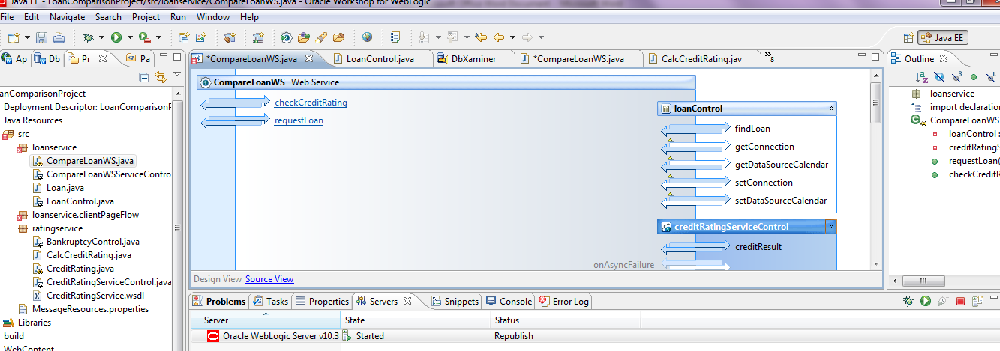 Java EE - LoanComparisonProject/src/loanservice/CompareLoanWS.java - Oracle Workshop for WebLogic
File Edit Navigate Search Project Run Window Help
Java EE
Ap Db Pr Pa
*CompareLoanWS.java LoanControl.java DbXaminer *CompareLoanWS.java CalcCreditRating.jav »8
Outline
anComparisonProject
Deployment Descriptor: LoanComparisonP
Java Resources
src
loanservice
CompareLoanWS.java
CompareLoanWSServiceContro
Loan.java
LoanControl.java
loanservice.clientPageFlow
ratingservice
BankruptcyControl.java
CalcCreditRating.java
CreditRating.java
CreditRatingServiceControl.java
CreditRatingService.wsdl
MessageResources.properties
Libraries
build
WebContent
CompareLoanWS Web Service
checkCreditRating
requestLoan
loanControl
findLoan
getConnection
getDataSourceCalendar
setConnection
setDataSourceCalendar
creditRatingServiceControl
creditResult
onAsyncFailure
Design View Source View
loanservice
import declaration
CompareLoanWS
loanControl :
creditRatingS
requestLoan(
checkCreditR
Problems Tasks Properties Servers Snippets Console Error Log
Server State Status
Oracle WebLogic Server v10.3 Started Republish